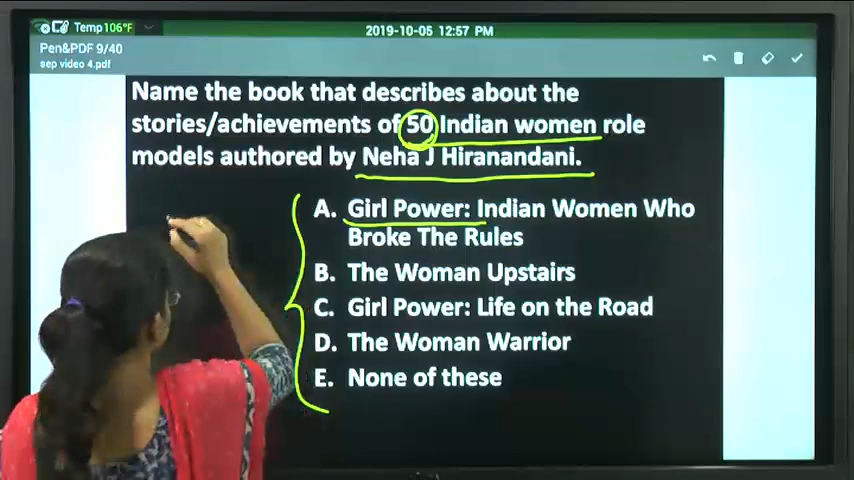 Temp 106°F
2019-10-05 12:57 PM
Pen&PDF 9/40
sep video 4.pdf
Name the book that describes about the
stories/achievements of 50 Indian women role
models authored by Neha J Hiranandani.
A. Girl Power: Indian Women Who
Broke The Rules
B. The Woman Upstairs
C. Girl Power: Life on the Road
D. The Woman Warrior
E. None of these